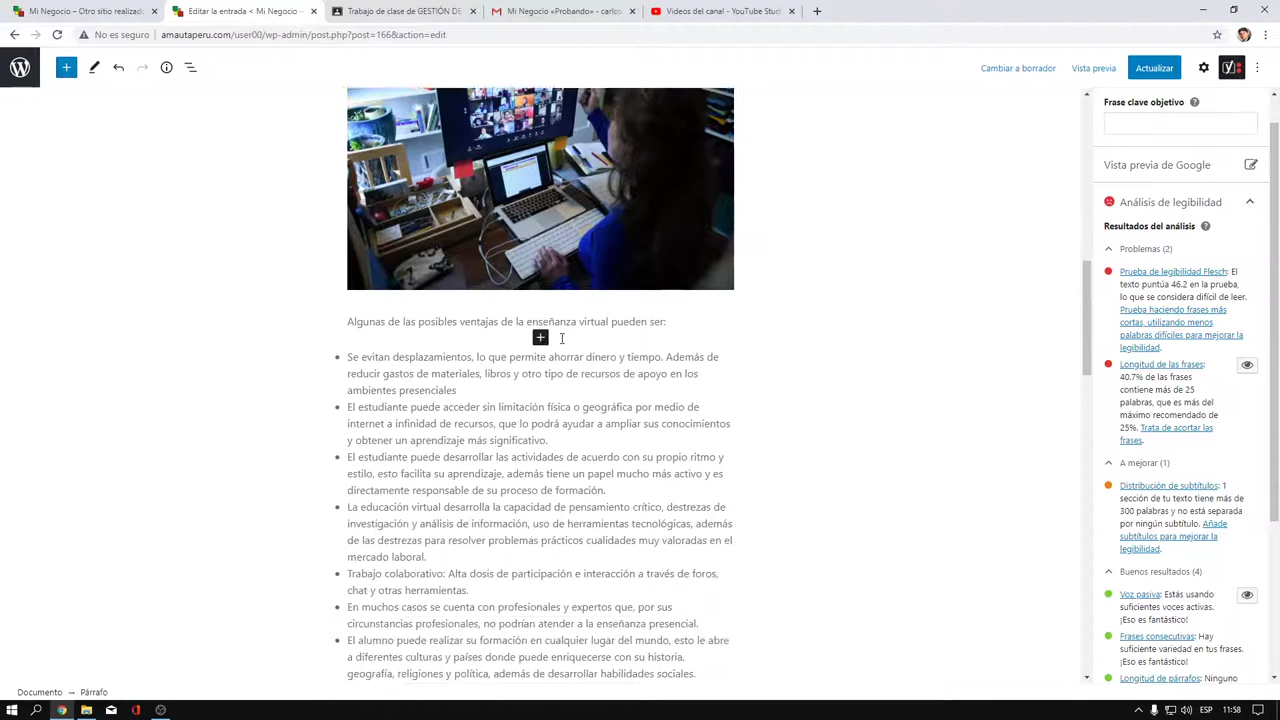 Mi Negocio – Otro sitio realizado
Editar la entrada < Mi Negocio –
Trabajo de clase de GESTIÓN DE
Mi Negocio «Probando» - carlos
Videos del canal - YouTube Stud
No es seguro amautaperu.com/user00/wp-admin/post.php?post=166&action=edit
Cambiar a borrador Vista previa Actualizar
Algunas de las posibles ventajas de la enseñanza virtual pueden ser:
Se evitan desplazamientos, lo que permite ahorrar dinero y tiempo. Además de
reducir gastos de materiales, libros y otro tipo de recursos de apoyo en los
ambientes presenciales
El estudiante puede acceder sin limitación física o geográfica por medio de
internet a infinidad de recursos, que lo podrá ayudar a ampliar sus conocimientos
y obtener un aprendizaje más significativo.
El estudiante puede desarrollar las actividades de acuerdo con su propio ritmo y
estilo, esto facilita su aprendizaje, además tiene un papel mucho más activo y es
directamente responsable de su proceso de formación.
La educación virtual desarrolla la capacidad de pensamiento crítico, destrezas de
investigación y análisis de información, uso de herramientas tecnológicas, además
de las destrezas para resolver problemas prácticos cualidades muy valoradas en el
mercado laboral.
Trabajo colaborativo: Alta dosis de participación e interacción a través de foros,
chat y otras herramientas.
En muchos casos se cuenta con profesionales y expertos que, por sus
circunstancias profesionales, no podrían atender a la enseñanza presencial.
El alumno puede realizar su formación en cualquier lugar del mundo, esto le abre
a diferentes culturas y países donde puede enriquecerse con su historia,
geografía, religiones y política, además de desarrollar habilidades sociales.
Frase clave objetivo
Vista previa de Google
Análisis de legibilidad
Resultados del análisis
Problemas (2)
Prueba de legibilidad Flesch: El
texto puntúa 46.2 en la prueba,
lo que se considera difícil de leer.
Prueba haciendo frases más
cortas, utilizando menos
palabras difíciles para mejorar la
legibilidad.
Longitud de las frases:
40.7% de las frases
contiene más de 25
palabras, que es más del
máximo recomendado de
25%. Trata de acortar las
frases.
A mejorar (1)
Distribución de subtítulos: 1
sección de tu texto tiene más de
300 palabras y no está separada
por ningún subtítulo. Añade
subtítulos para mejorar la
legibilidad.
Buenos resultados (4)
Voz pasiva: Estás usando
suficientes voces activas.
¡Eso es fantástico!
Frases consecutivas: Hay
suficiente variedad en tus frases.
¡Eso es fantástico!
Longitud de párrafos: Ninguno
Documento → Párrafo
ESP 11:58